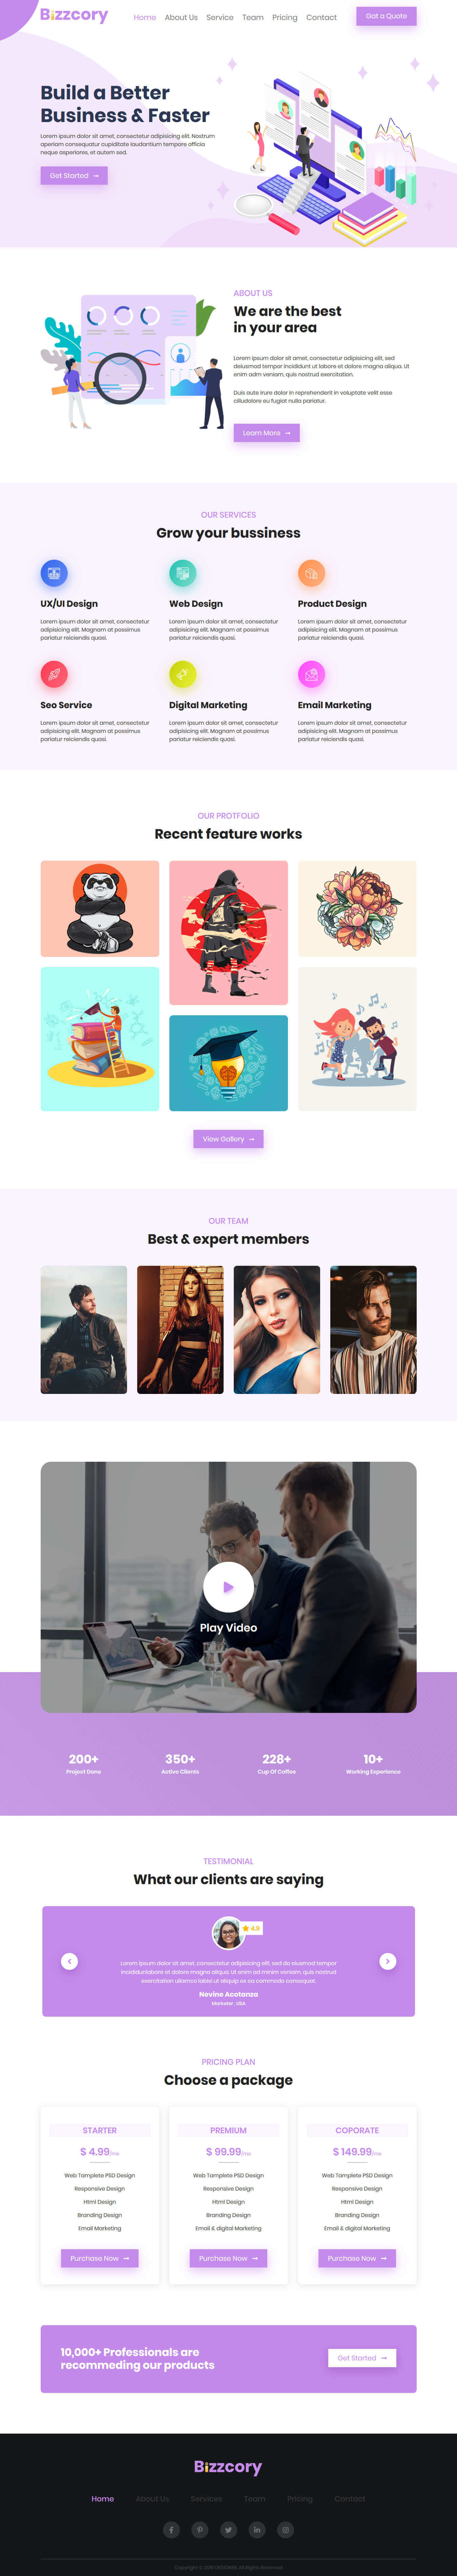 Bizzcory
Home About Us Service Team Pricing Contact
Got a Quote
Build a Better
Business & Faster
Lorem ipsum dolor sit amet, consectetur adipisicing elit. Nostrum
aperiam consequatur cupiditate laudantium tempore officia
neque asperiores, et autem sed.
Get Started
ABOUT US
We are the best
in your area
Lorem ipsum dolor sit amet, consectetur adipisicing elit, sed
deiusmod tempor incididunt ut labore et dolore magna aliqua. Ut
enim adm veniam, quis nostrud exercitation.
Duis aute irure dolor in reprehenderit in voluptate velit esse
cilludolore eu fugiat nulla pariatur.
Learn More
OUR SERVICES
Grow your bussiness
UX/UI Design
Web Design
Product Design
Lorem ipsum dolor sit amet, consectetur
adipisicing elit. Magnam at possimus
pariatur reiciendis quasi.
Lorem ipsum dolor sit amet, consectetur
adipisicing elit. Magnam at possimus
pariatur reiciendis quasi.
Lorem ipsum dolor sit amet, consectetur
adipisicing elit. Magnam at possimus
pariatur reiciendis quasi.
Seo Service
Digital Marketing
Email Marketing
Lorem ipsum dolor sit amet, consectetur
adipisicing elit. Magnam at possimus
pariatur reiciendis quasi.
Lorem ipsum dolor sit amet, consectetur
adipisicing elit. Magnam at possimus
pariatur reiciendis quasi.
Lorem ipsum dolor sit amet, consectetur
adipisicing elit. Magnam at possimus
pariatur reiciendis quasi.
OUR PROTFOLIO
Recent feature works
View Gallery
OUR TEAM
Best & expert members
Play Video
200+
Project Done
350+
Active Clients
228+
Cup Of Coffee
10+
Working Experience
TESTIMONIAL
What our clients are saying
4.9
Lorem ipsum dolor sit amet, consectetur adipisicing elit, sed do eiusmod tempor
incididuntlabore et dolore magna aliqua. Ut enim ad minim veniam, quis nostrud
exercitation ullamco labisi ut aliquip ex ea commodo consequat.
Nevine Acotanza
Marketer, USA
PRICING PLAN
Choose a package
STARTER
$ 4.99/mo
Web Tamplete PSD Design
Responsive Design
Html Design
Branding Design
Email Marketing
Purchase Now
PREMIUM
$ 99.99/mo
Web Tamplete PSD Design
Responsive Design
Html Design
Branding Design
Email & digital Marketing
Purchase Now
COPORATE
$ 149.99/mo
Web Tamplete PSD Design
Responsive Design
Html Design
Branding Design
Email & digital Marketing
Purchase Now
10,000+ Professionals are
recommeding our products
Get Started
Bizzcory
Home About Us Services Team Pricing Contact